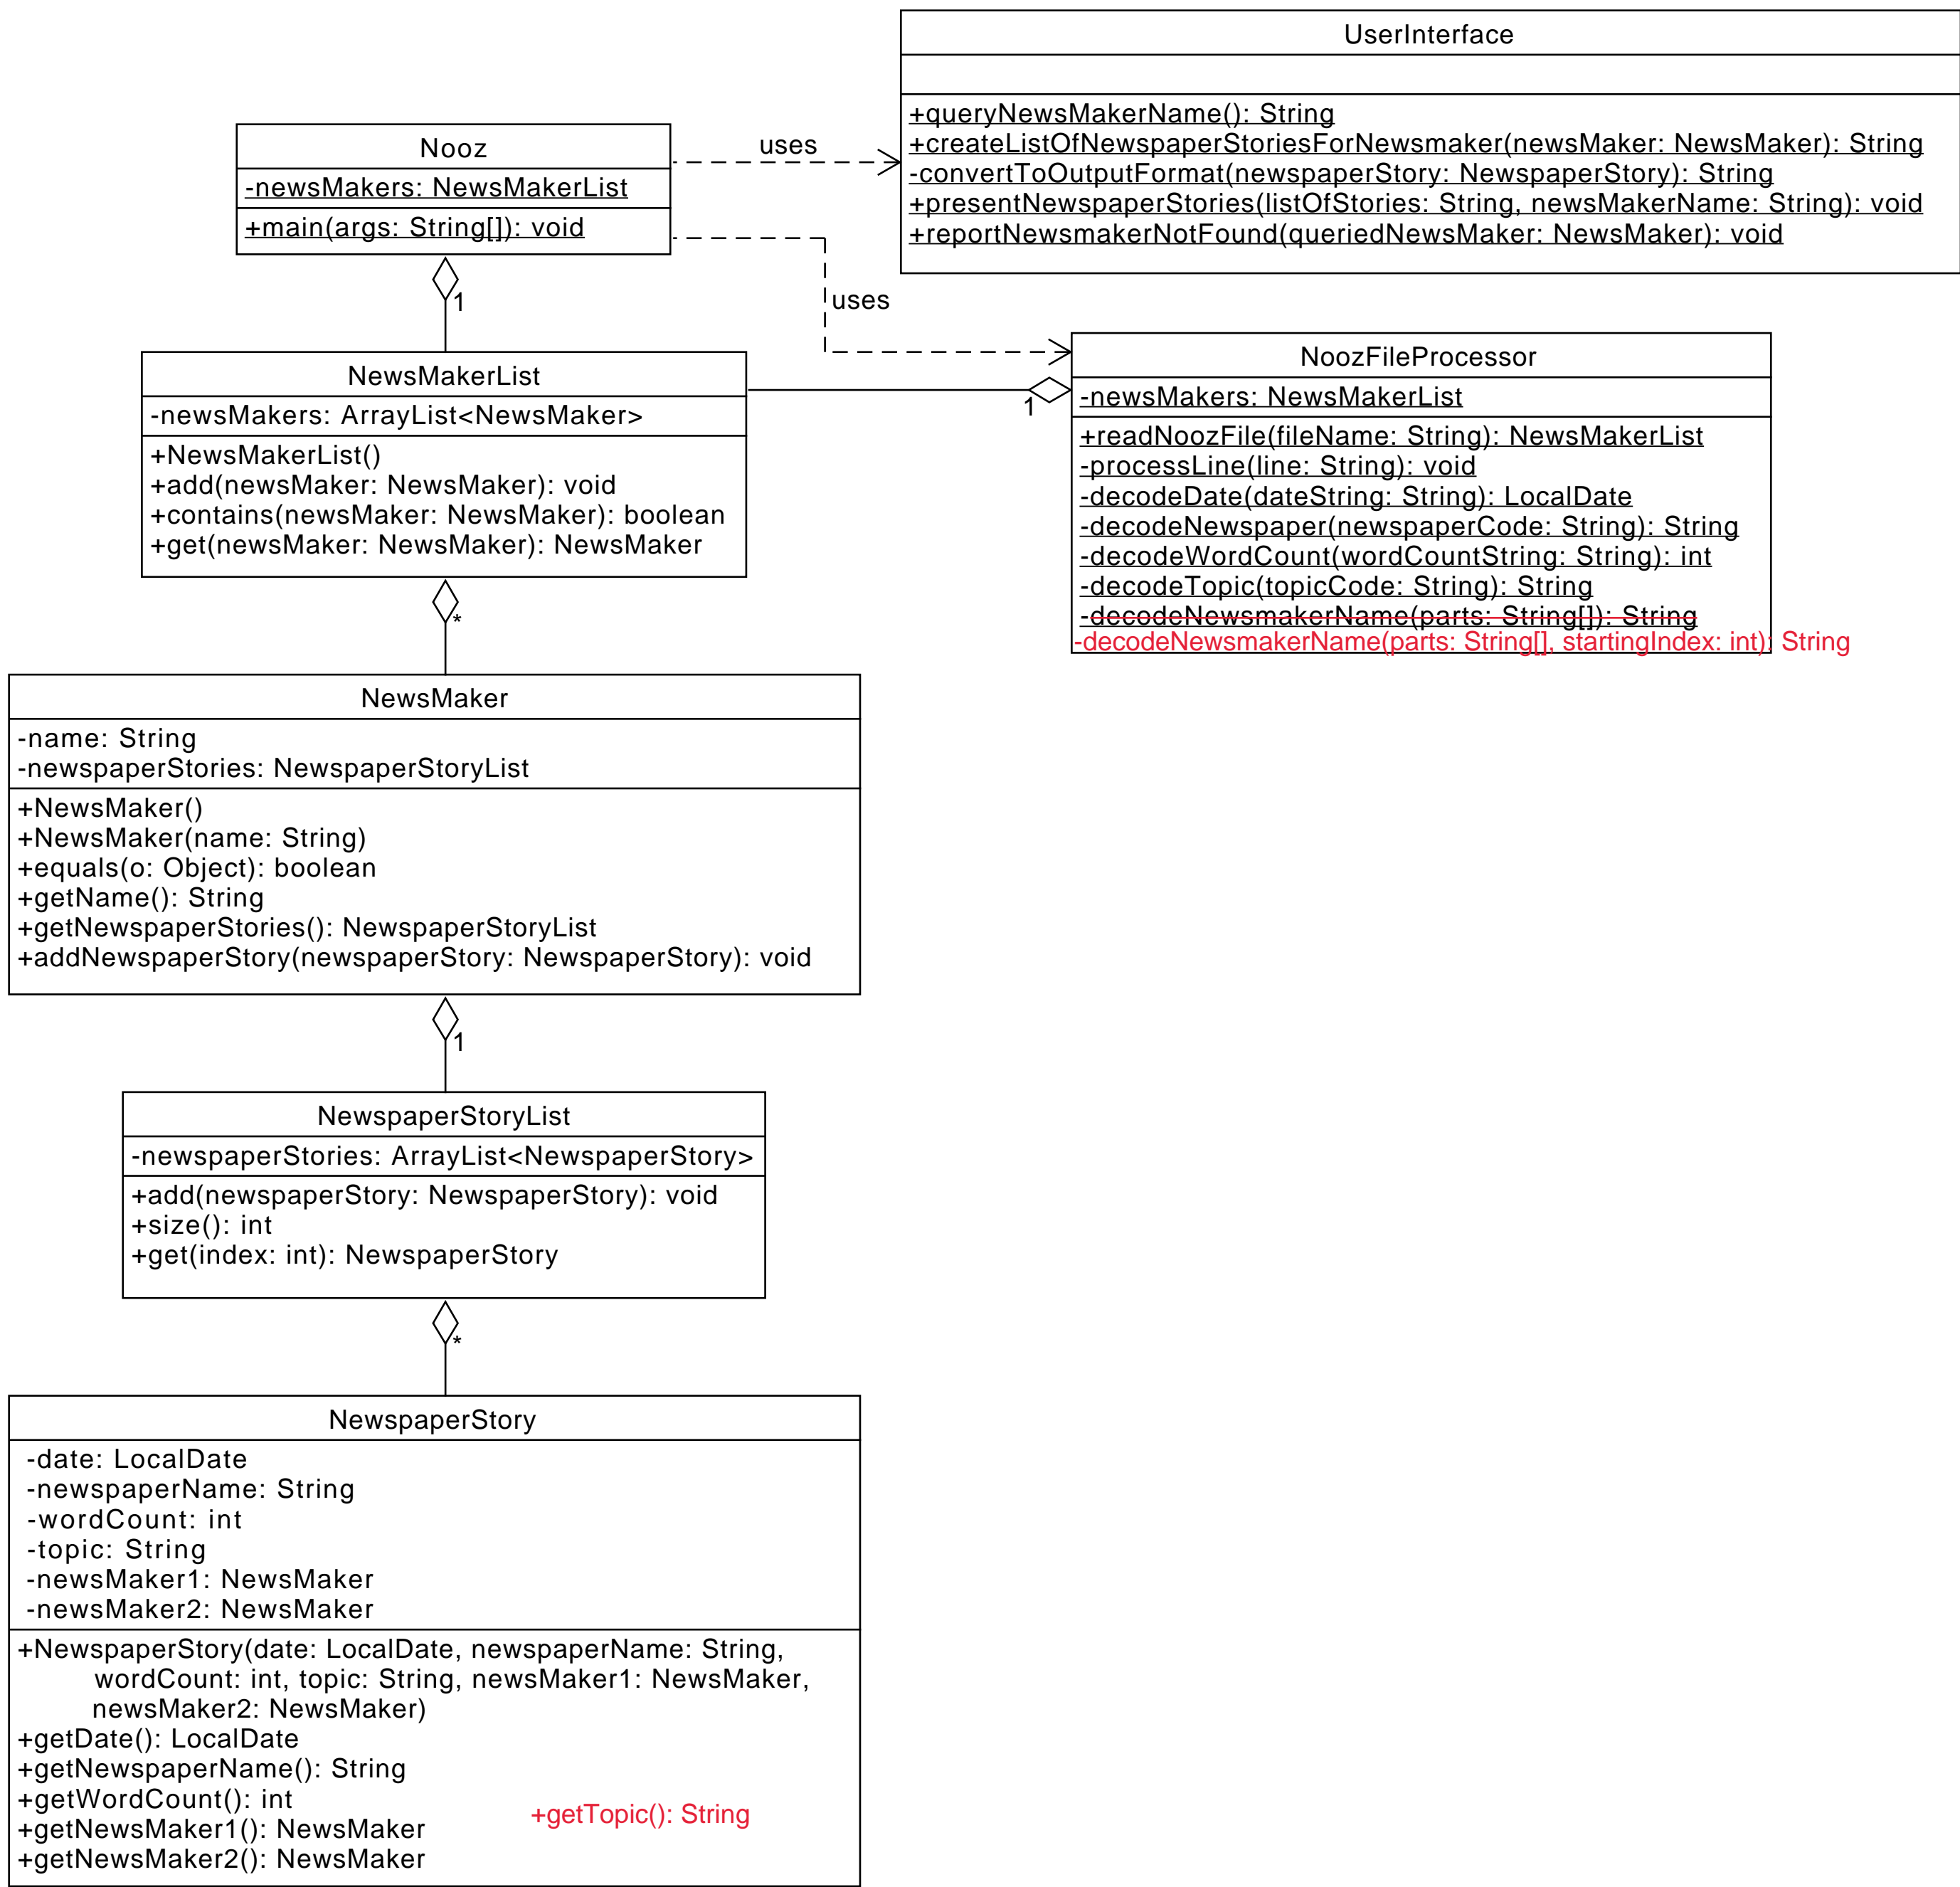 UserInterface
+queryNewsMakerName(): String
+createListOfNewspaperStoriesForNewsmaker(newsMaker: NewsMaker): String
-convertToOutputFormat(newspaperStory: NewspaperStory): String
+presentNewspaperStories(listOfStories: String, newsMakerName: String): void
+reportNewsmakerNotFound(queriedNewsMaker: NewsMaker): void
Nooz
-newsMakers: NewsMakerList
+main(args: String[]): void
uses
uses
1
NewsMakerList
-newsMakers: ArrayList<NewsMaker>
+NewsMakerList()
+add(newsMaker: NewsMaker): void
+contains(newsMaker: NewsMaker): boolean
+get(newsMaker: NewsMaker): NewsMaker
1
NoozFileProcessor
-newsMakers: NewsMakerList
+readNoozFile(fileName: String): NewsMakerList
-processLine(line: String): void
-decodeDate(dateString: String): LocalDate
-decodeNewspaper(newspaperCode: String): String
-decodeWordCount(wordCountString: String): int
-decodeTopic(topicCode: String): String
-decodeNewsmakerName(parts: String[]): String
-decodeNewsmakerName(parts: String[], startingIndex: int): String
*
NewsMaker
-name: String
-newspaperStories: NewspaperStoryList
+NewsMaker()
+NewsMaker(name: String)
+equals(o: Object): boolean
+getName(): String
+getNewspaperStories(): NewspaperStoryList
+addNewspaperStory(newspaperStory: NewspaperStory): void
1
NewspaperStoryList
-newspaperStories: ArrayList<NewspaperStory>
+add(newspaperStory: NewspaperStory): void
+size(): int
+get(index: int): NewspaperStory
*
NewspaperStory
-date: LocalDate
-newspaperName: String
-wordCount: int
-topic: String
-newsMaker1: NewsMaker
-newsMaker2: NewsMaker
+NewspaperStory(date: LocalDate, newspaperName: String,
wordCount: int, topic: String, newsMaker1: NewsMaker,
newsMaker2: NewsMaker)
+getDate(): LocalDate
+getNewspaperName(): String
+getWordCount(): int
+getTopic(): String
+getNewsMaker1(): NewsMaker
+getNewsMaker2(): NewsMaker